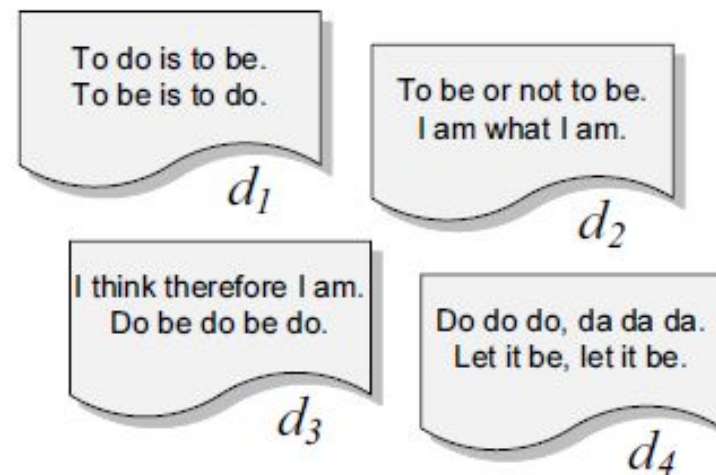 To do is to be.
To be is to do.
d1
To be or not to be.
I am what I am.
d2
I think therefore I am.
Do be do be do.
d3
Do do do, da da da.
Let it be, let it be.
d4